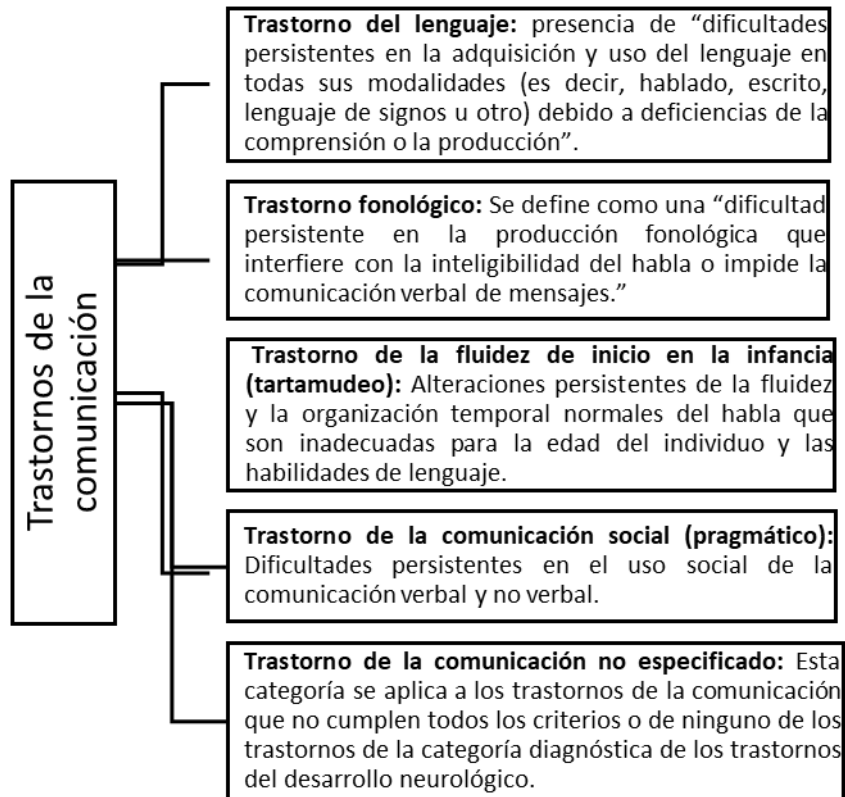 Trastornos de la
comunicación
Trastorno del lenguaje: presencia de “dificultades
persistentes en la adquisición y uso del lenguaje en
todas sus modalidades (es decir, hablado, escrito,
lenguaje de signos u otro) debido a deficiencias de la
comprensión o la producción”.
Trastorno fonológico: Se define como una “dificultad
persistente en la producción fonológica que
interfiere con la inteligibilidad del habla o impide la
comunicación verbal de mensajes.”
Trastorno de la fluidez de inicio en la infancia
(tartamudeo): Alteraciones persistentes de la fluidez
y la organización temporal normales del habla que
son inadecuadas para la edad del individuo y las
habilidades de lenguaje.
Trastorno de la comunicación social (pragmático):
Dificultades persistentes en el uso social de la
comunicación verbal y no verbal.
Trastorno de la comunicación no especificado: Esta
categoría se aplica a los trastornos de la comunicación
que no cumplen todos los criterios o de ninguno de los
trastornos de la categoría diagnóstica de los trastornos
del desarrollo neurológico.